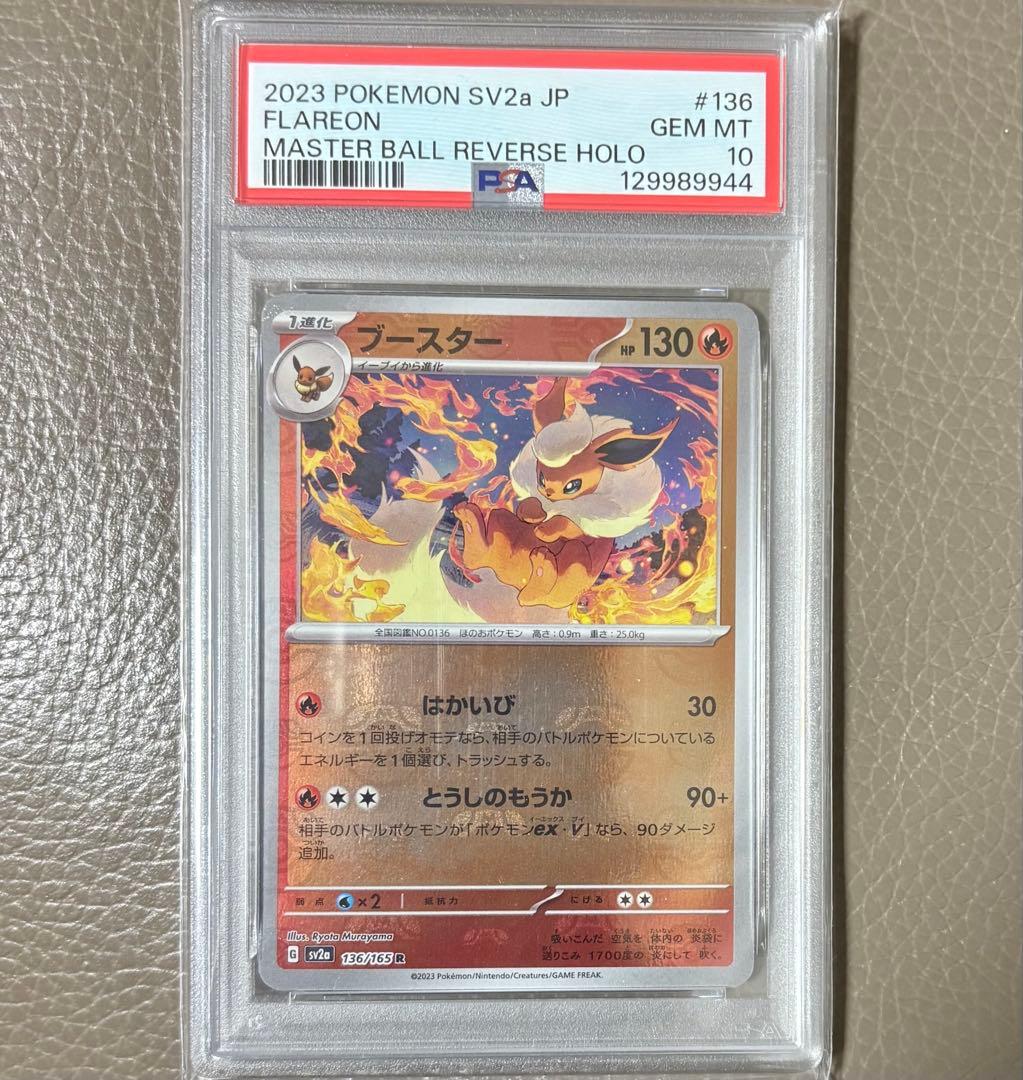 2023 POKEMON SV2a JP #136
FLAREON GEM MT
MASTER BALL REVERSE HOLO 10
PSA 129989944
1進化 ブースター HP 130
イーブイから進化
全国図鑑NO.0136 ほのおポケモン 高さ:0.9m 重さ:25.0kg
はかいび 30
コインを1回投げオモテなら、相手のバトルポケモンについている
エネルギーを1個選び、トラッシュする。
とうしのもうか 90+
相手のバトルポケモンが「ポケモンex・V」なら、90ダメージ
追加。
弱点 ×2 抵抗力 にげる
Illus. Ryota Murayama
吸いこんだ 空気を 体内の 炎袋に
送りこみ 1700度の 炎にして 吹く。
G sv2a 136/165 R
©2023 Pokémon/Nintendo/Creatures/GAME FREAK.